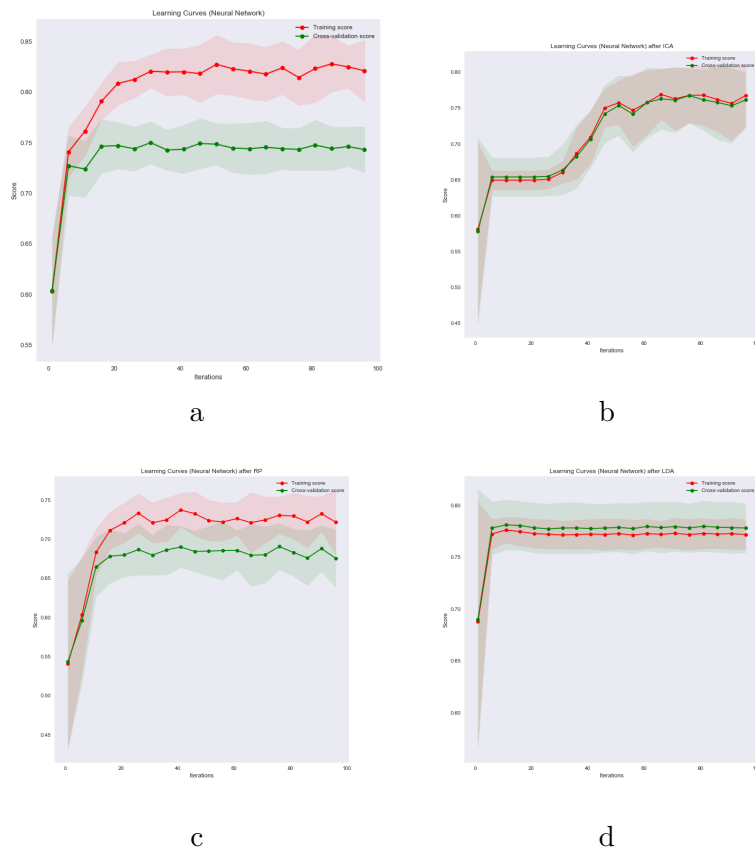 Learning Curves (Neural Network)
Training score
Cross-validation score
0.85
0.80
0.75
0.70
0.65
0.60
0.55
Score
0 20 40 60 80 100
Iterations
a
Learning Curves (Neural Network) after ICA
Training score
Cross-validation score
0.80
0.75
0.70
0.65
0.60
0.55
0.50
0.45
Score
0 20 40 60 80 100
Iterations
b
Learning Curves (Neural Network) after RP
Training score
Cross-validation score
0.75
0.70
0.65
0.60
0.55
0.50
0.45
Score
0 20 40 60 80 100
Iterations
c
Learning Curves (Neural Network) after LDA
Training score
Cross-validation score
0.80
0.75
0.70
0.65
0.60
Score
0 20 40 60 80
Iterations
d